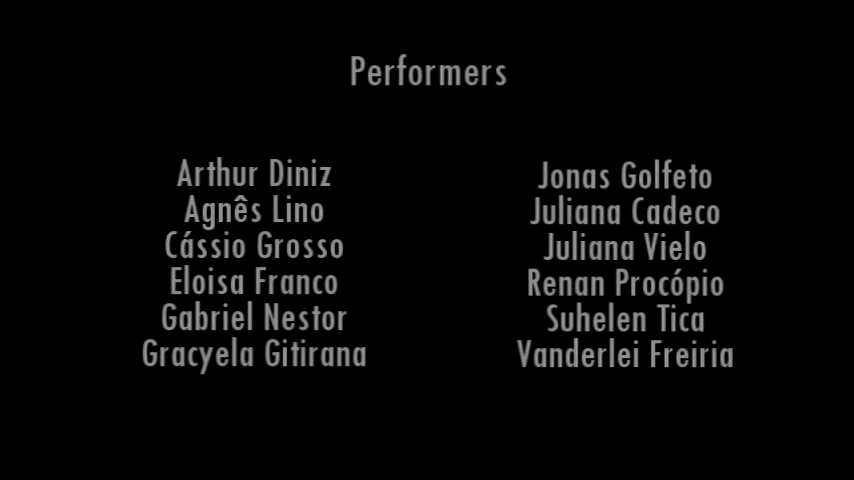 Performers
Arthur Diniz
Agnês Lino
Cássio Grosso
Eloisa Franco
Gabriel Nestor
Gracyela Gitirana
Jonas Golfeto
Juliana Cadeco
Juliana Vielo
Renan Procópio
Suhelen Tica
Vanderlei Freiria